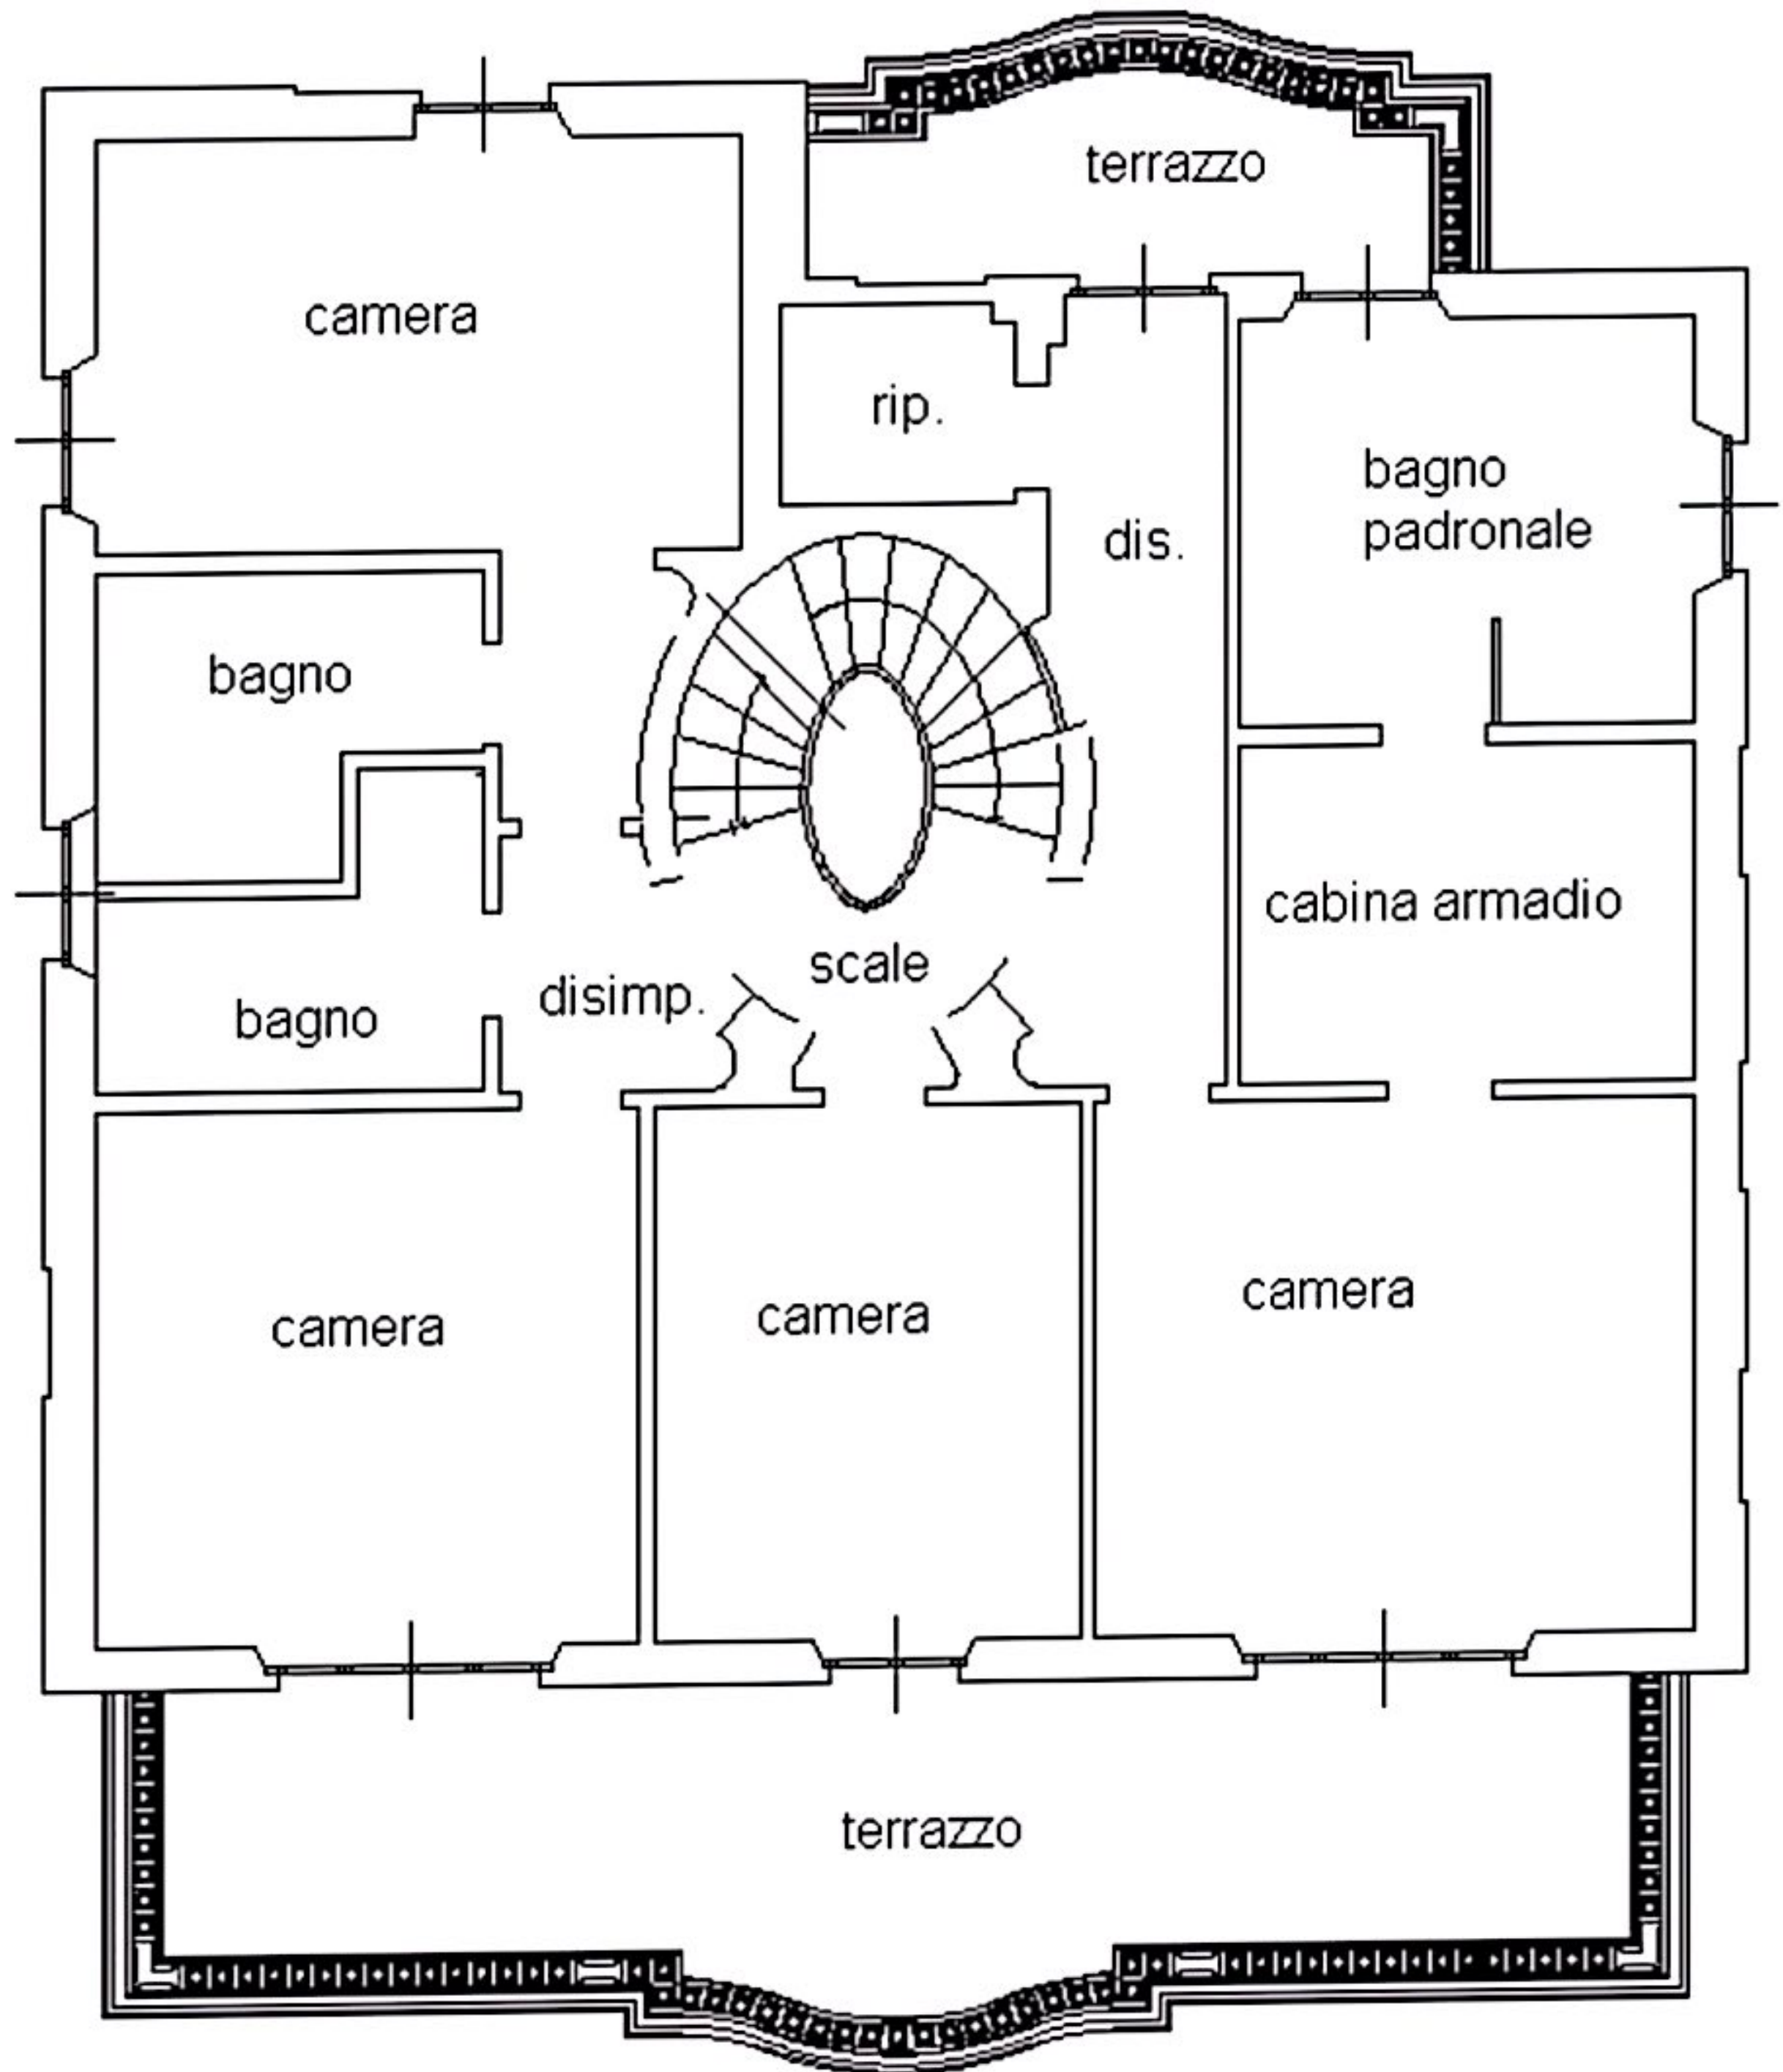 terrazzo
camera
rip.
bagno
padronale
dis.
bagno
cabina armadio
scale
disimp.
bagno
camera
camera
camera
terrazzo